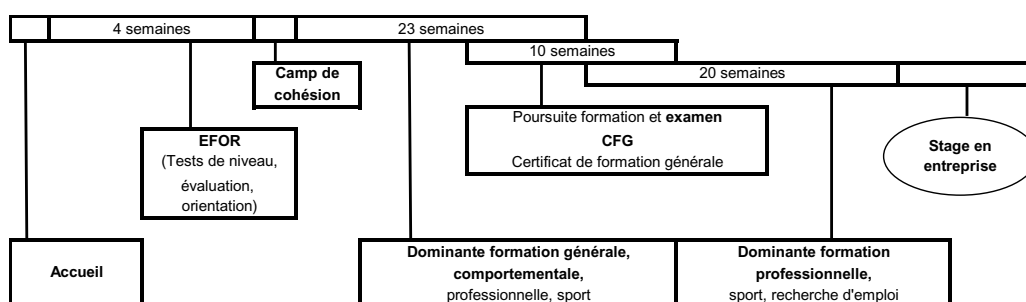 4 semaines
23 semaines
10 semaines
20 semaines
Camp de
cohésion
EFOR
(Tests de niveau,
évaluation,
orientation)
Poursuite formation et examen
CFG
Certificat de formation générale
Stage en
entreprise
Accueil
Dominante formation générale,
comportementale,
professionnelle, sport
Dominante formation
professionnelle,
sport, recherche d'emploi